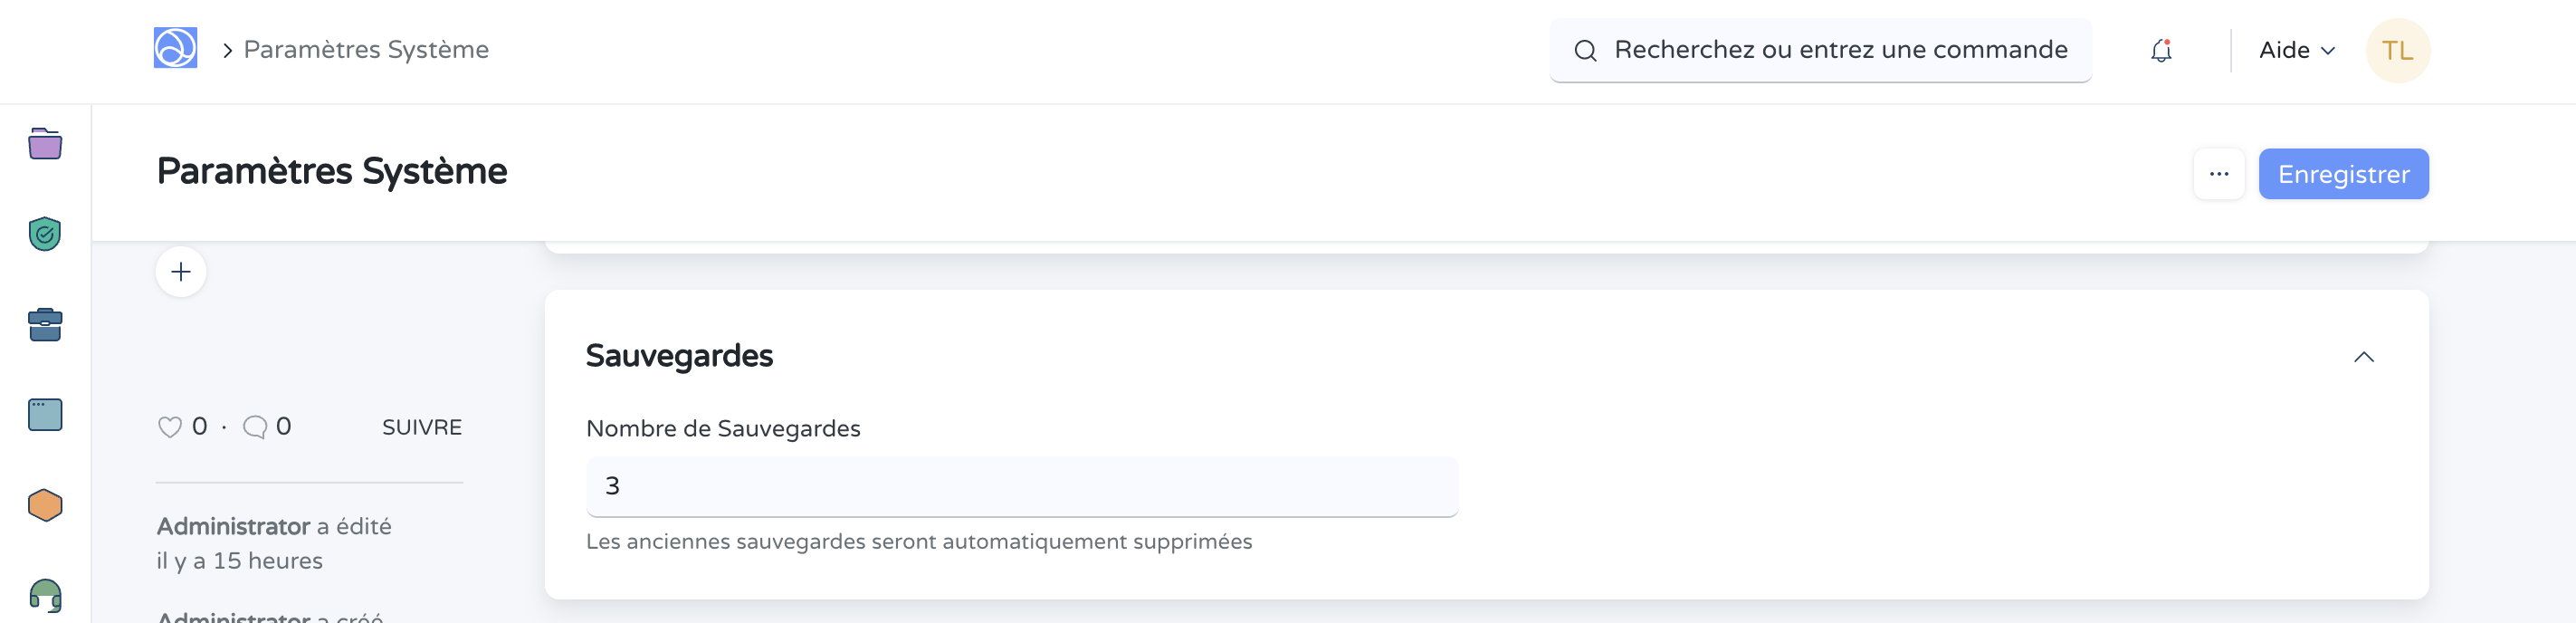 Paramètres Système
Recherchez ou entrez une commande
Aide
TL
Paramètres Système
...
Enregistrer
0 · 0 SUIVRE
Administrator a édité
il y a 15 heures
Administrator a créé
Sauvegardes
Nombre de Sauvegardes
3
Les anciennes sauvegardes seront automatiquement supprimées